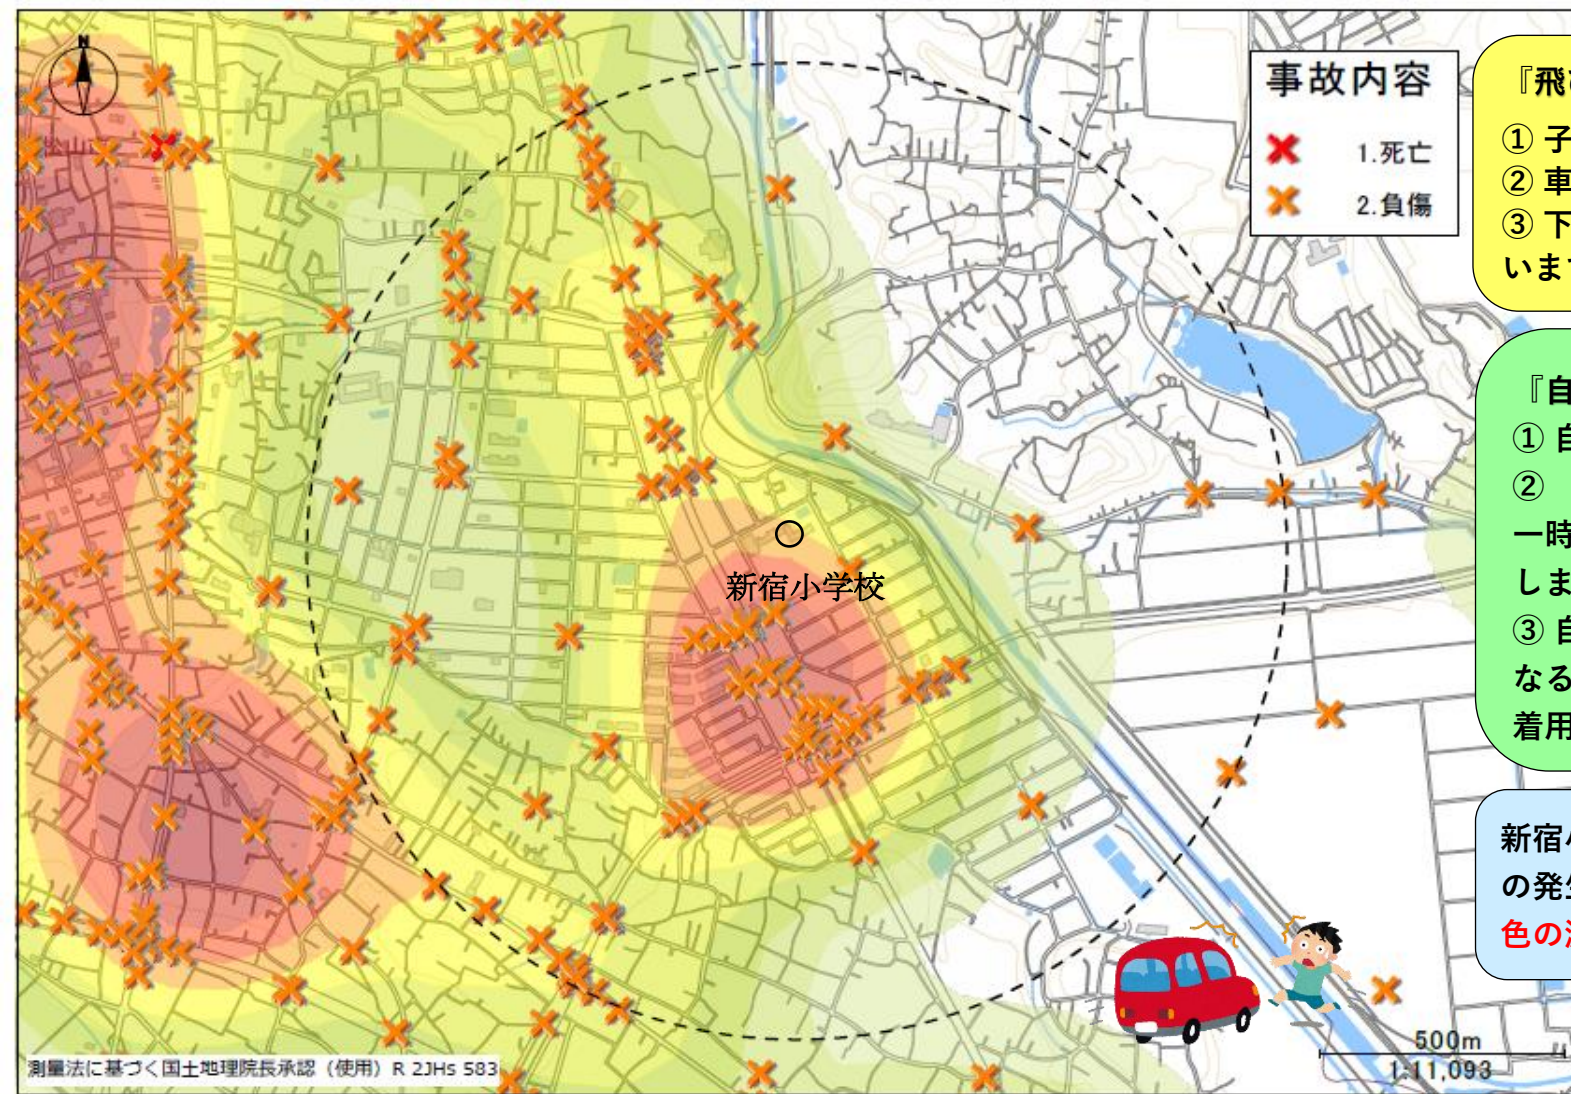 N
事故内容
1.死亡
2.負傷
『飛
① 子
② 車
③ 下
いま
『自
① 自
②
一時
しま
③ 自
なる
着用
新宿小学校
新宿
の発
色の
500m
1:11,093
測量法に基づく国土地理院長承認（使用）R 2JHs 583